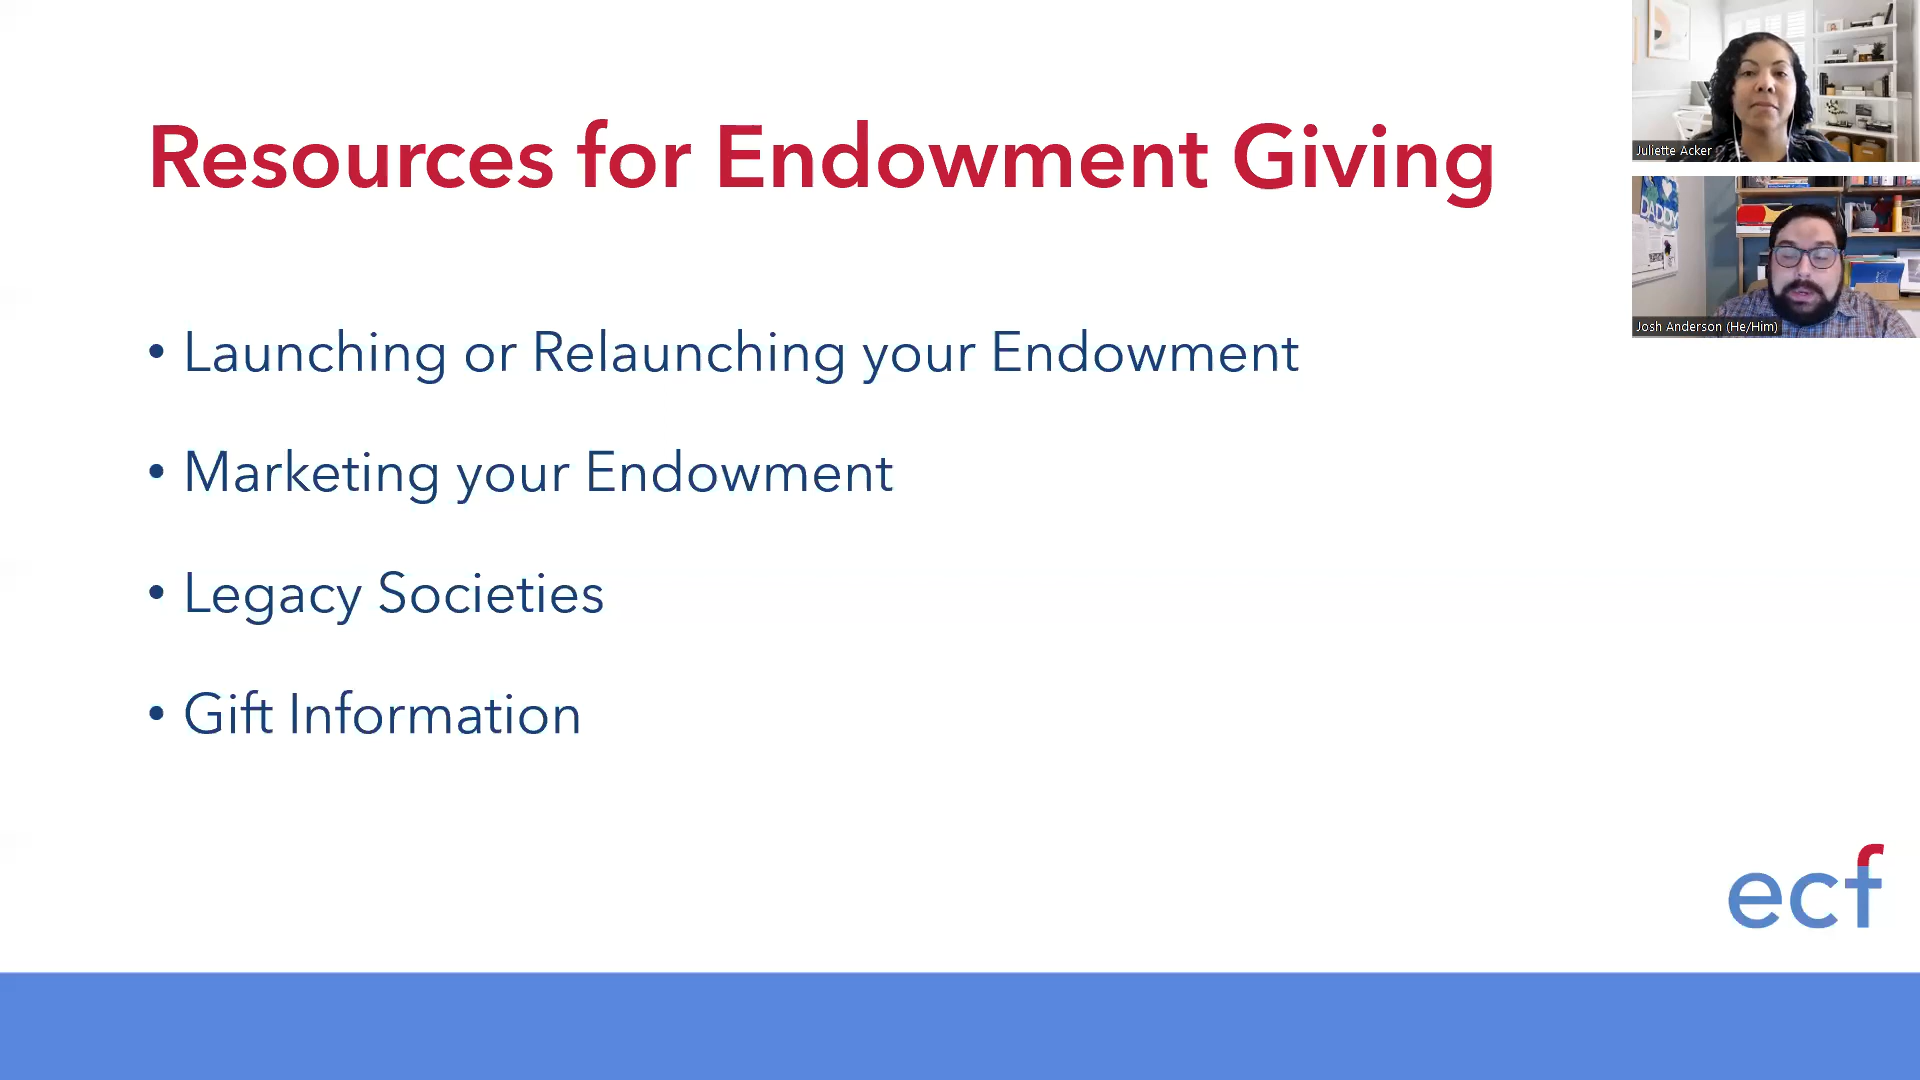 Resources for Endowment Giving
• Launching or Relaunching your Endowment
• Marketing your Endowment
• Legacy Societies
• Gift Information
ecf
Juliette Acker
DADDY
Josh Anderson (He/Him)